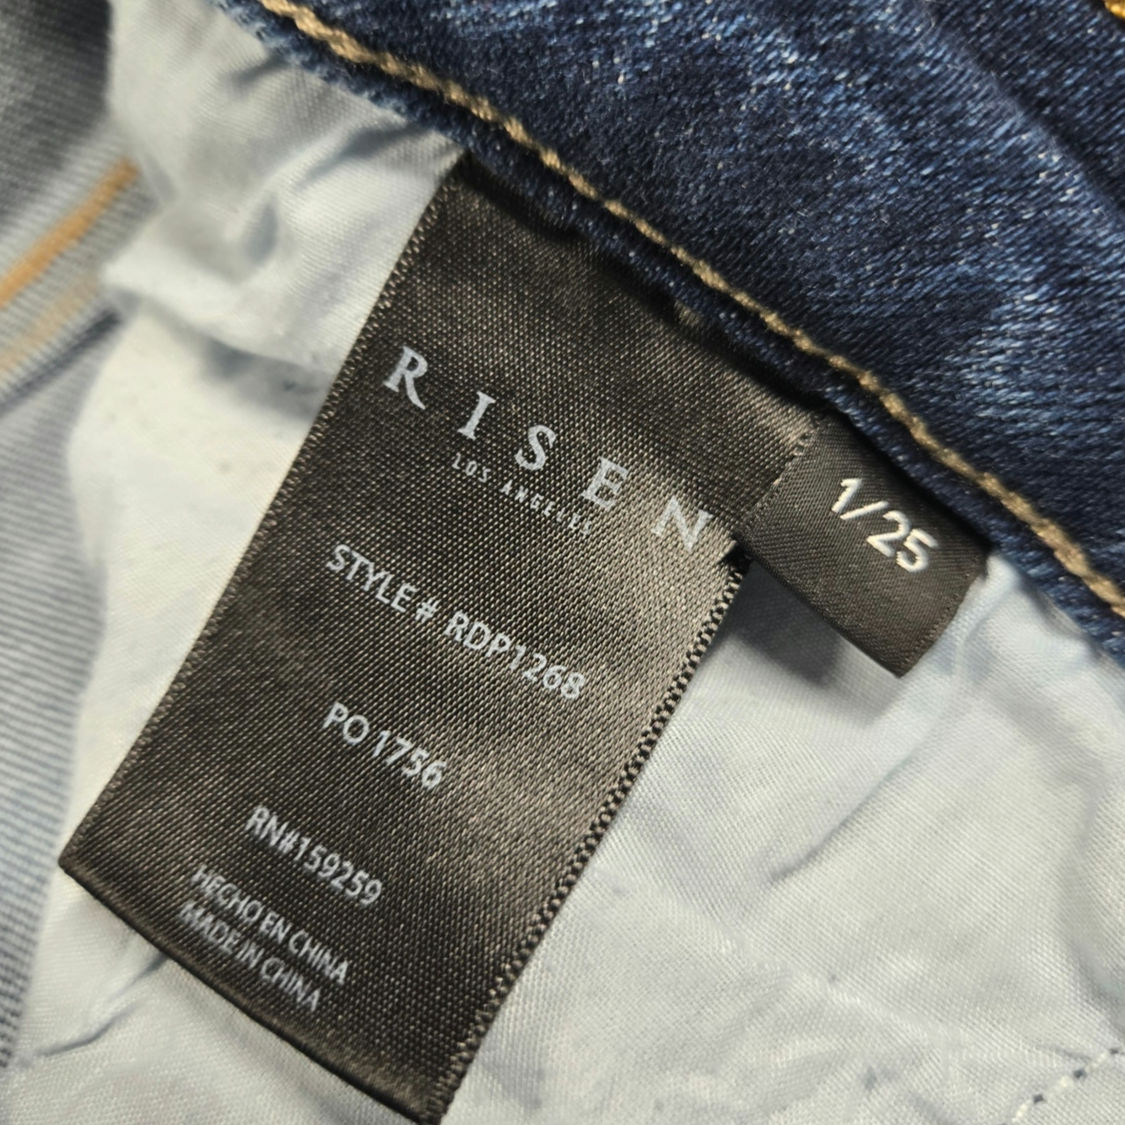 RISEN
LOS ANGELES
1/25
STYLE # RDP1268
PO 1756
RN#159259
HECHO EN CHINA
MADE IN CHINA